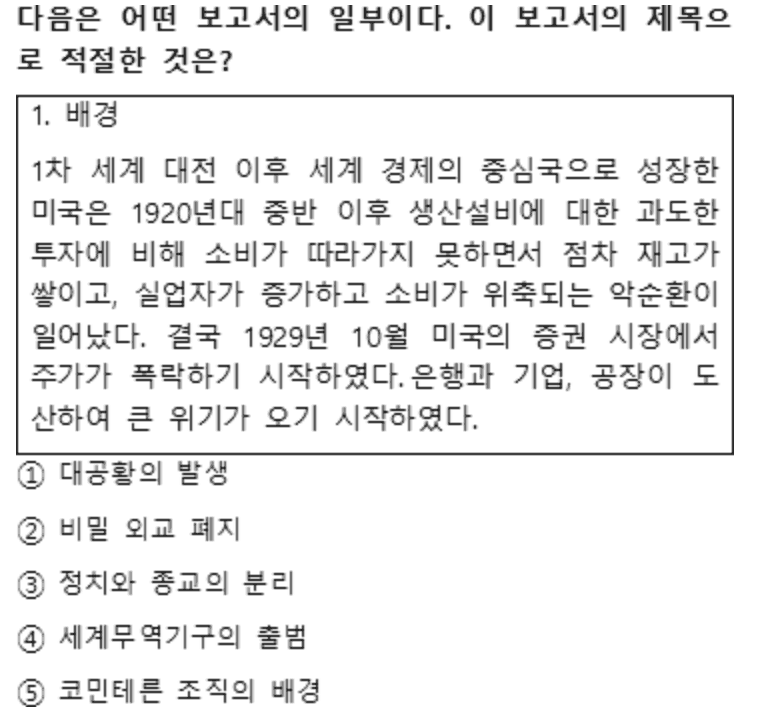 다음은 어떤 보고서의 일부이다. 이 보고서의 제목으
로 적절한 것은?
1. 배경
1차 세계 대전 이후 세계 경제의 중심국으로 성장한
미국은 1920년대 중반 이후 생산설비에 대한 과도한
투자에 비해 소비가 따라가지 못하면서 점차 재고가
쌓이고, 실업자가 증가하고 소비가 위축되는 악순환이
일어났다. 결국 1929년 10월 미국의 증권 시장에서
주가가 폭락하기 시작하였다. 은행과 기업, 공장이 도
산하여 큰 위기가 오기 시작하였다.
① 대공황의 발생
② 비밀 외교 폐지
③ 정치와 종교의 분리
④ 세계무역기구의 출범
⑤ 코민테른 조직의 배경